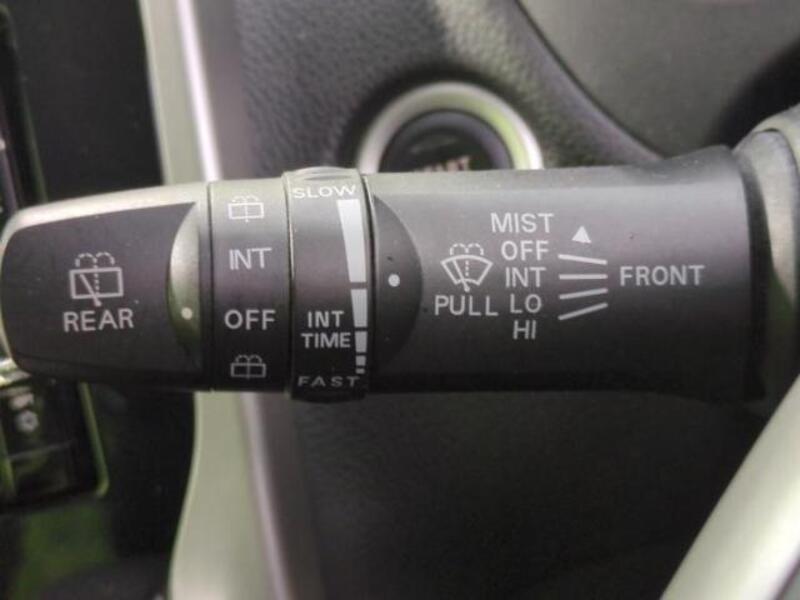 REAR
INT
OFF
SLOW
INT
TIME
FAST
PULL
MIST
OFF
INT
LO
HI
FRONT